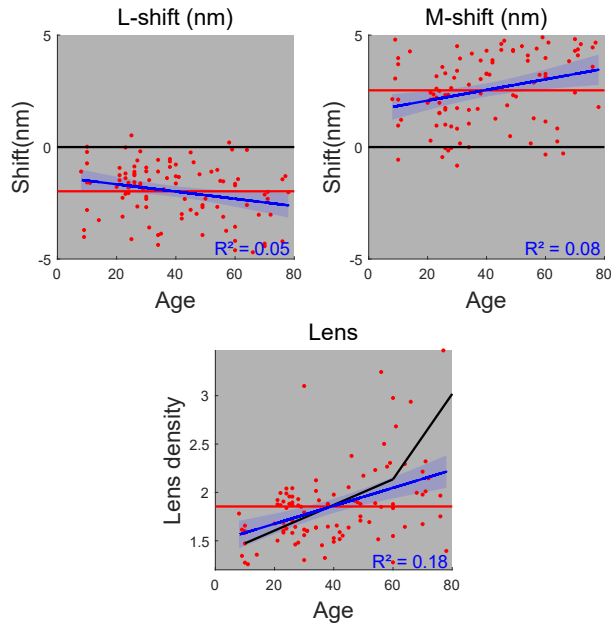 L-shift (nm)
M-shift (nm)
5
0
-5
Shift(nm)
0
20
40
60
80
Age
R² = 0.05
5
0
-5
Shift(nm)
0
20
40
60
80
Age
R² = 0.08
Lens
3
2.5
2
1.5
Lens density
0
20
40
60
80
Age
R² = 0.18